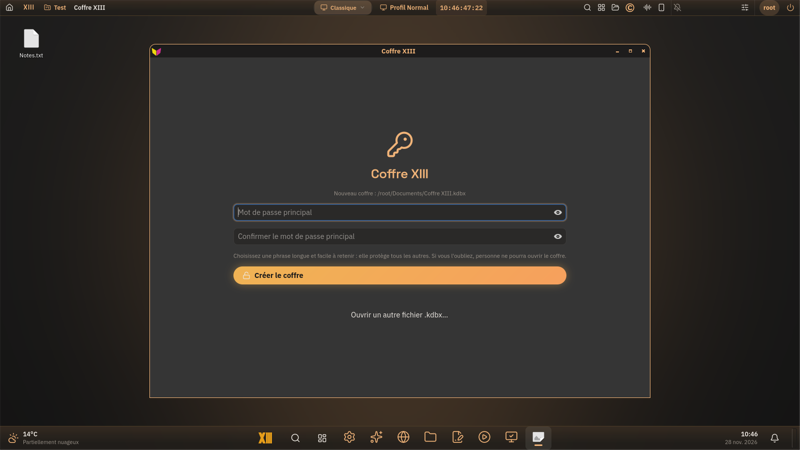 XIII
Test
Coffre XIII
Classique
Profil Normal
10:46:47:22
root
Notes.txt
Coffre XIII
Coffre XIII
Nouveau coffre : /root/Documents/Coffre XIII.kdbx
Mot de passe principal
Confirmer le mot de passe principal
Choisissez une phrase longue et facile à retenir : elle protège tous les autres. Si vous l'oubliez, personne ne pourra ouvrir le coffre.
Créer le coffre
Ouvrir un autre fichier .kdbx...
14°C
Partiellement nuageux
XIII
10:46
28 nov. 2026